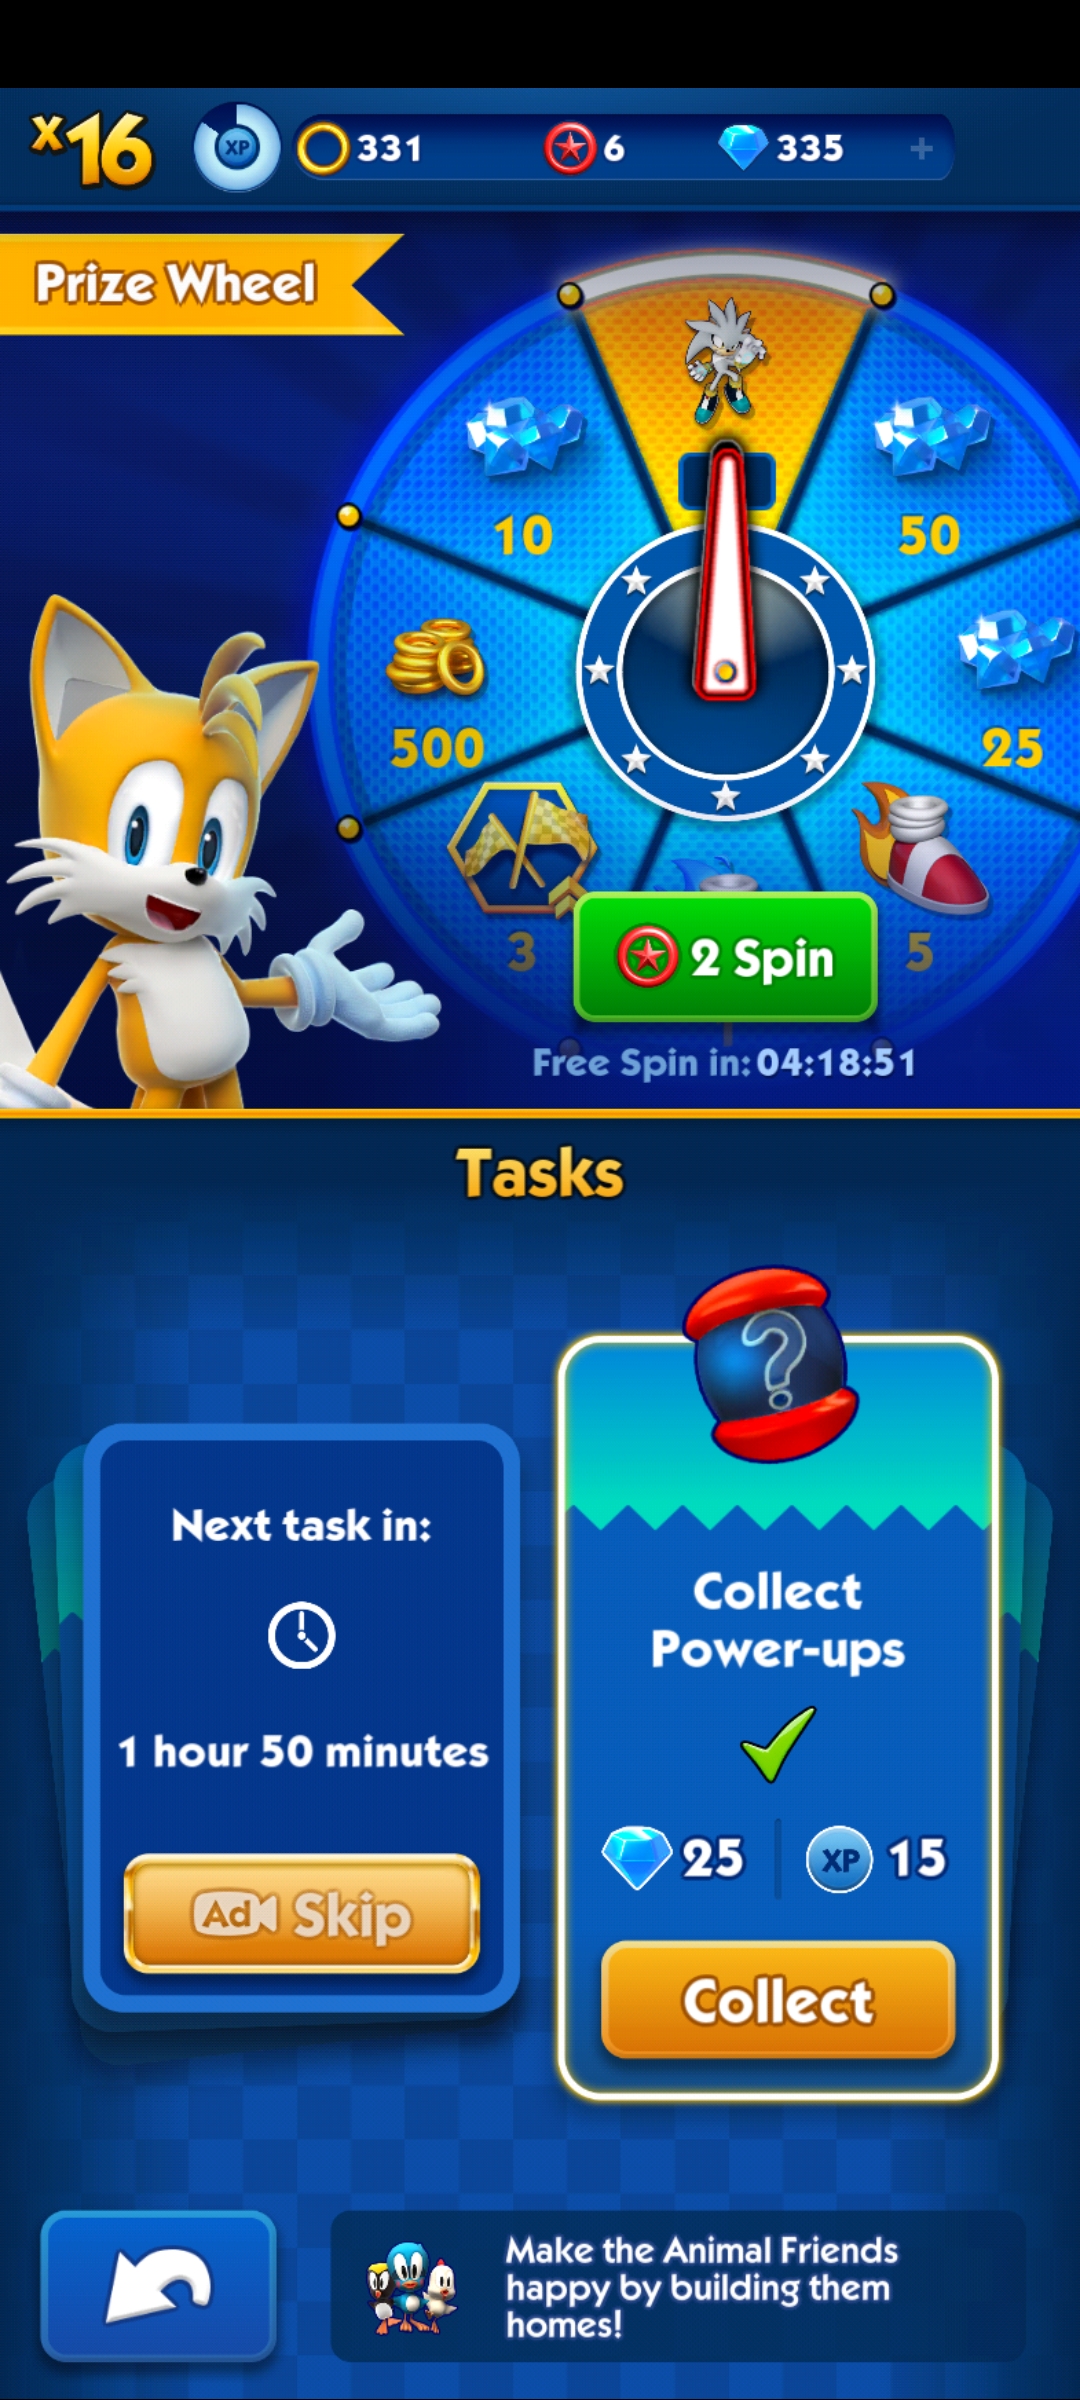 x16 XP 331 6 335 +
Prize Wheel
10
50
500
25
3
2 Spin
5
Free Spin in: 04:18:51
Tasks
?
Next task in:
Collect
Power-ups
1 hour 50 minutes
25 XP 15
Ad Skip
Collect
Make the Animal Friends
happy by building them
homes!